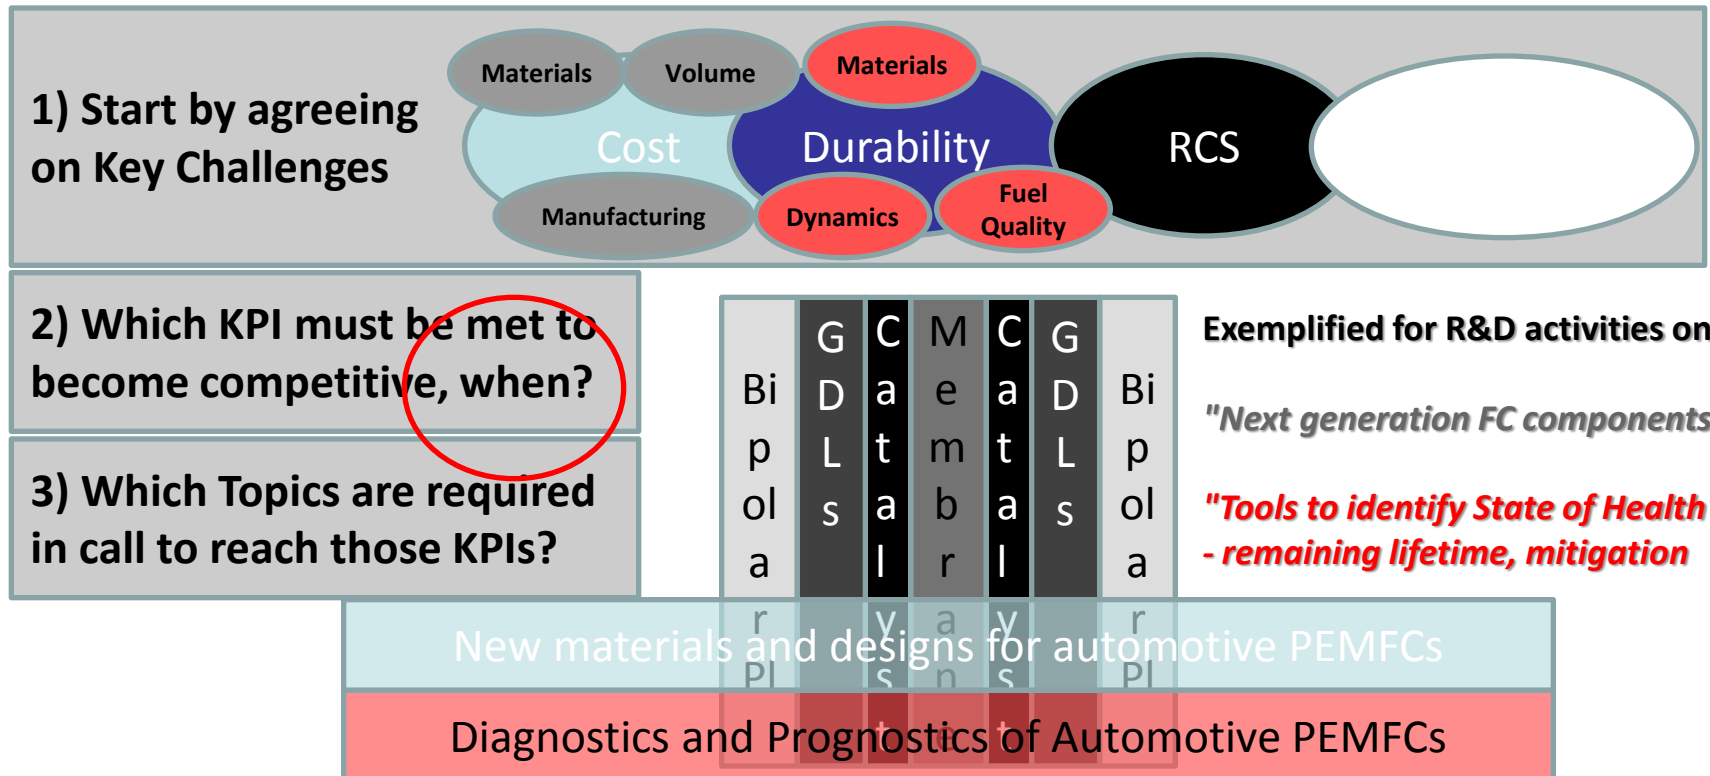 1) Start by agreeing
on Key Challenges
Materials
Volume
Materials
Cost
Durability
RCS
Manufacturing
Dynamics
Fuel
Quality
2) Which KPI must be met to
become competitive, when?
3) Which Topics are required
in call to reach those KPIs?
Bi
p
ol
a
r
Pl
G
D
L
s
C
a
t
a
l
y
s
t
M
e
m
b
r
a
n
e
C
a
t
a
l
y
s
t
G
D
L
s
Bi
p
ol
a
r
Pl
Exemplified for R&D activities on
"Next generation FC components
"Tools to identify State of Health
- remaining lifetime, mitigation
New materials and designs for automotive PEMFCs
Diagnostics and Prognostics of Automotive PEMFCs